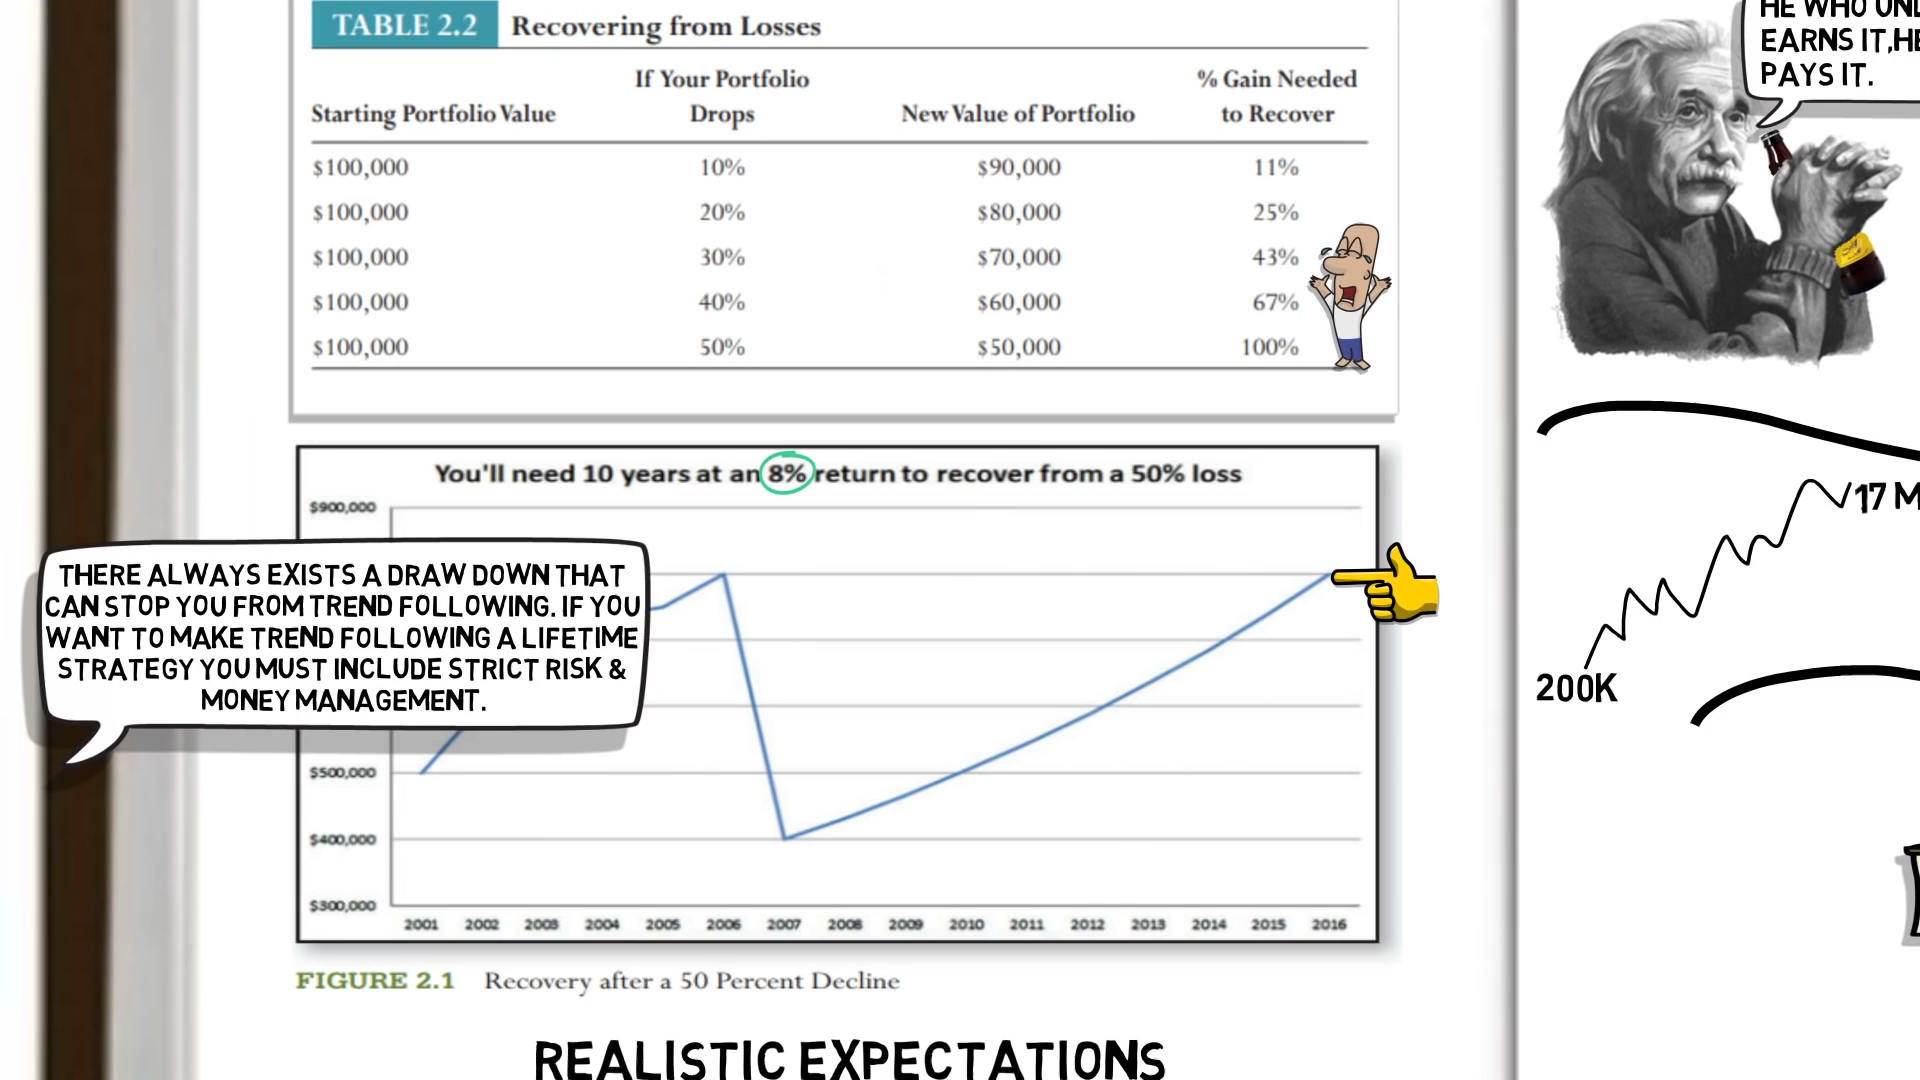 TABLE 2.2 Recovering from Losses
If Your Portfolio % Gain Needed
Starting Portfolio Value Drops New Value of Portfolio to Recover
$100,000 10% $90,000 11%
$100,000 20% $80,000 25%
$100,000 30% $70,000 43%
$100,000 40% $60,000 67%
$100,000 50% $50,000 100%
You'll need 10 years at an 8% return to recover from a 50% loss
$900,000
THERE ALWAYS EXISTS A DRAW DOWN THAT
CAN STOP YOU FROM TREND FOLLOWING. IF YOU
WANT TO MAKE TREND FOLLOWING A LIFETIME
STRATEGY YOU MUST INCLUDE STRICT RISK &
MONEY MANAGEMENT.
$500,000
$400,000
$300,000
2001 2002 2003 2004 2005 2006 2007 2008 2009 2010 2011 2012 2013 2014 2015 2016
FIGURE 2.1 Recovery after a 50 Percent Decline
REALISTIC EXPECTATIONS
HE WHO
EARNS IT, HE
PAYS IT.
17 M
200K